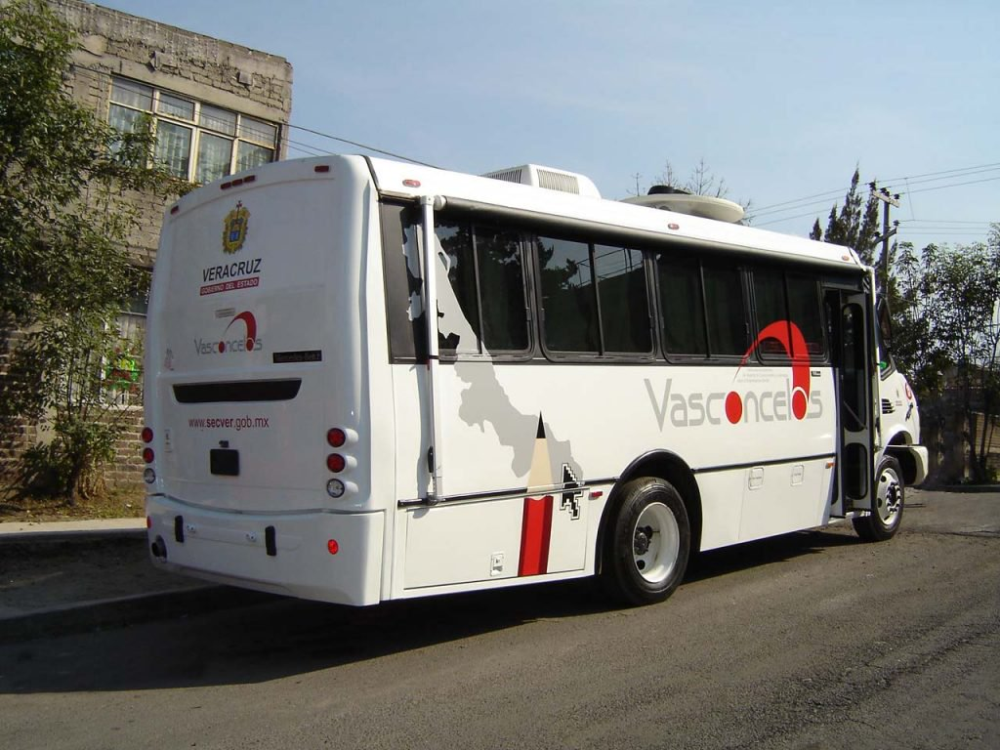 VERACRUZ
GOBIERNO DEL ESTADO
Vasconcelos
www.secver.gob.mx
Vasconcelos